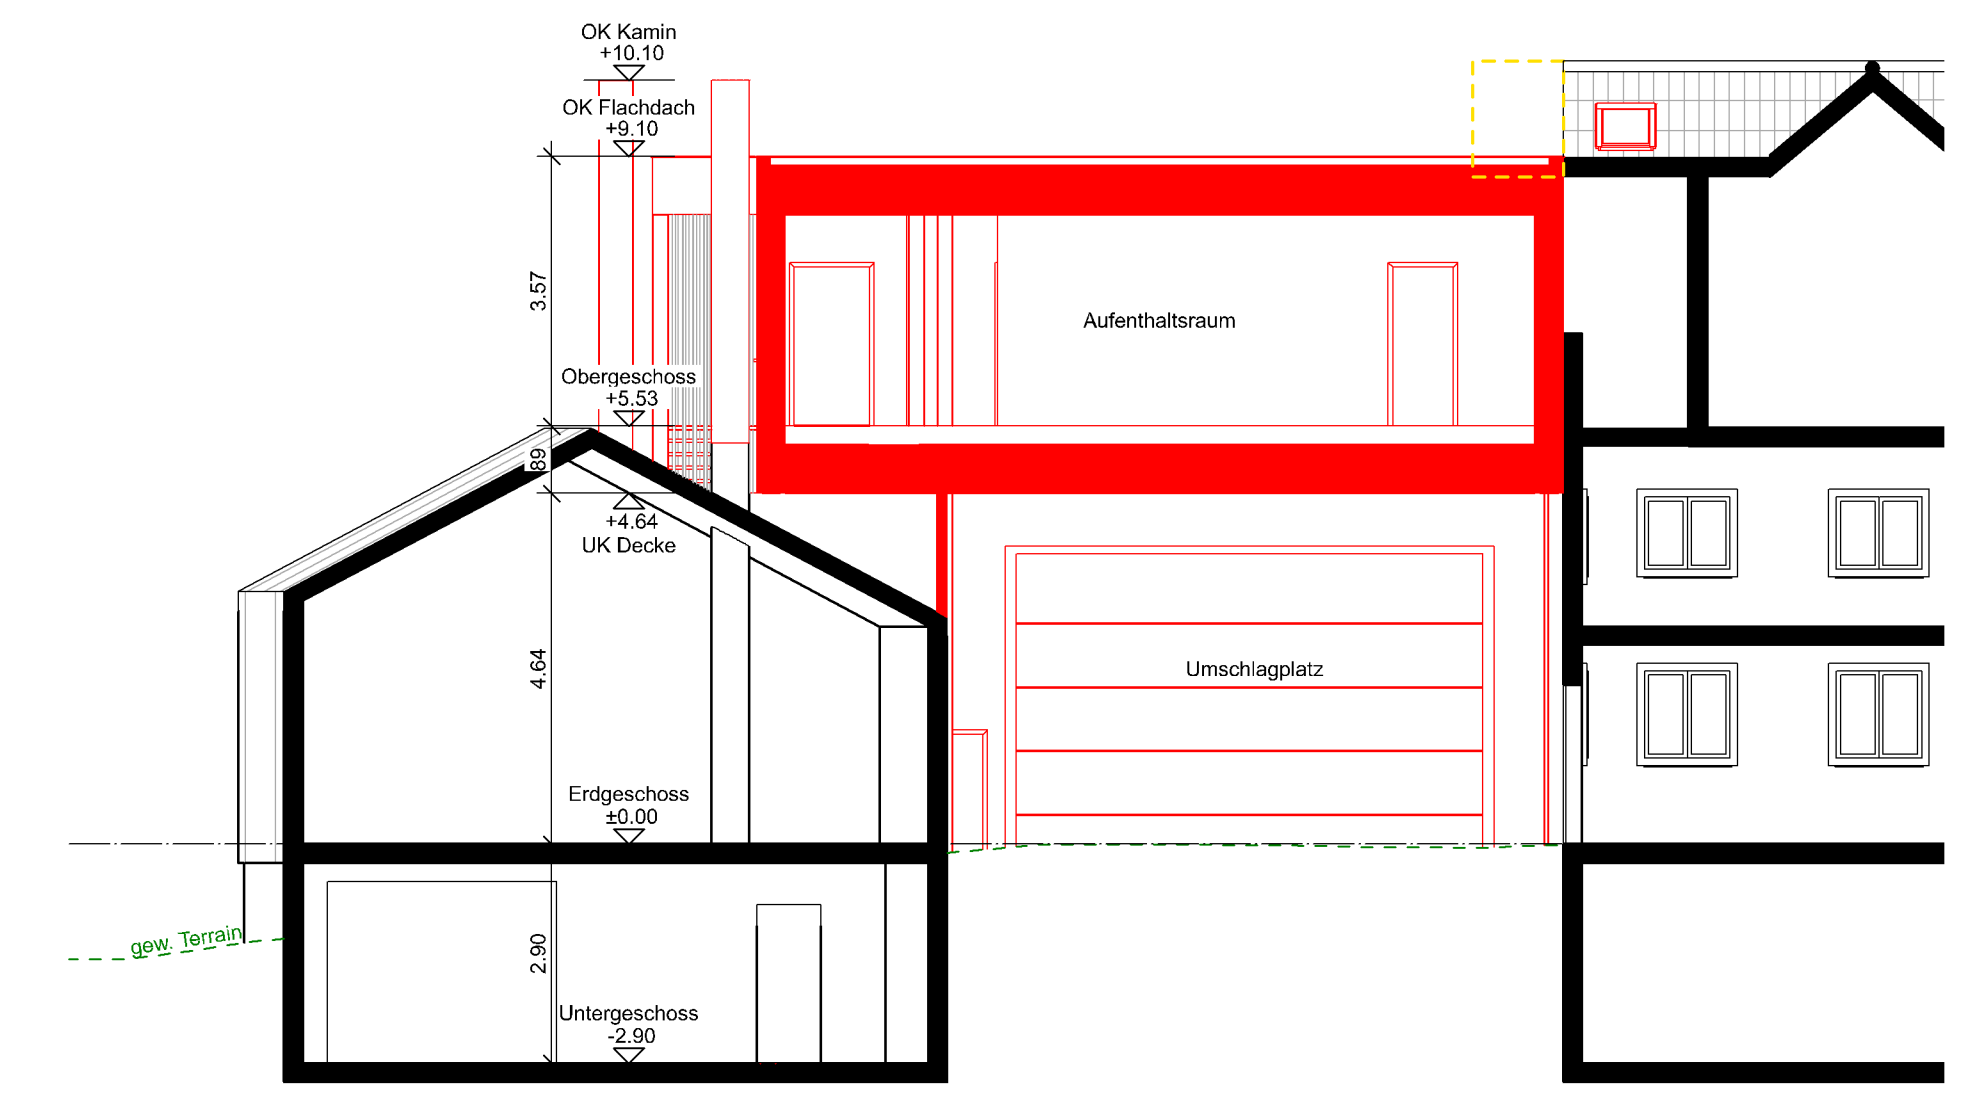 OK Kamin
+10.10
OK Flachdach
+9.10
3.57
Aufenthaltsraum
Obergeschoss
+5.53
89
+4.64
UK Decke
4.64
Umschlagplatz
Erdgeschoss
±0.00
gew. Terrain
2.90
Untergeschoss
-2.90